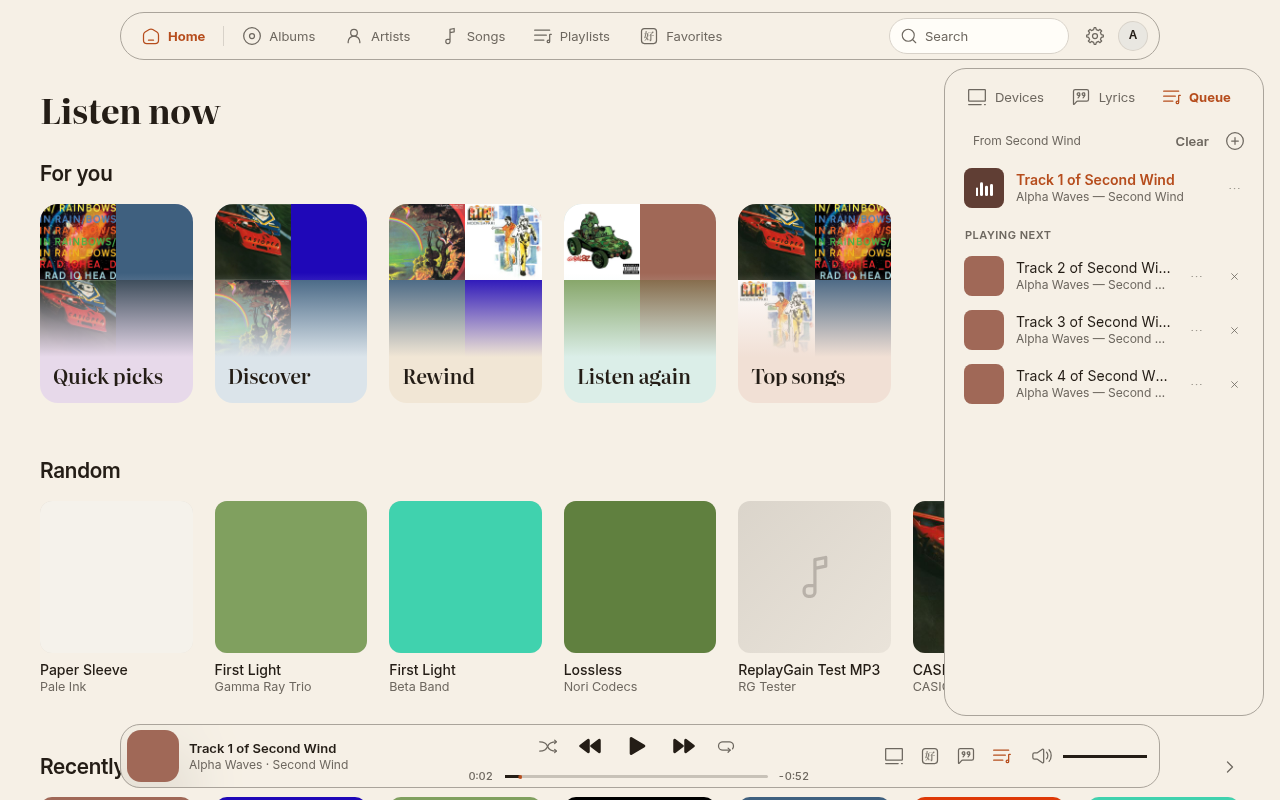 Home
Albums
Artists
Songs
Playlists
好
Favorites
Search
A
Listen now
For you
Quick picks
Discover
Rewind
Listen again
Top songs
Random
Paper Sleeve
Pale Ink
First Light
Gamma Ray Trio
First Light
Beta Band
Lossless
Nori Codecs
ReplayGain Test MP3
RG Tester
Recently
Devices
Lyrics
Queue
From Second Wind
Clear
Track 1 of Second Wind
Alpha Waves — Second Wind
PLAYING NEXT
Track 2 of Second Wi...
Alpha Waves — Second ...
Track 3 of Second Wi...
Alpha Waves — Second ...
Track 4 of Second W...
Alpha Waves — Second ...
Track 1 of Second Wind
Alpha Waves · Second Wind
0:02
-0:52
好